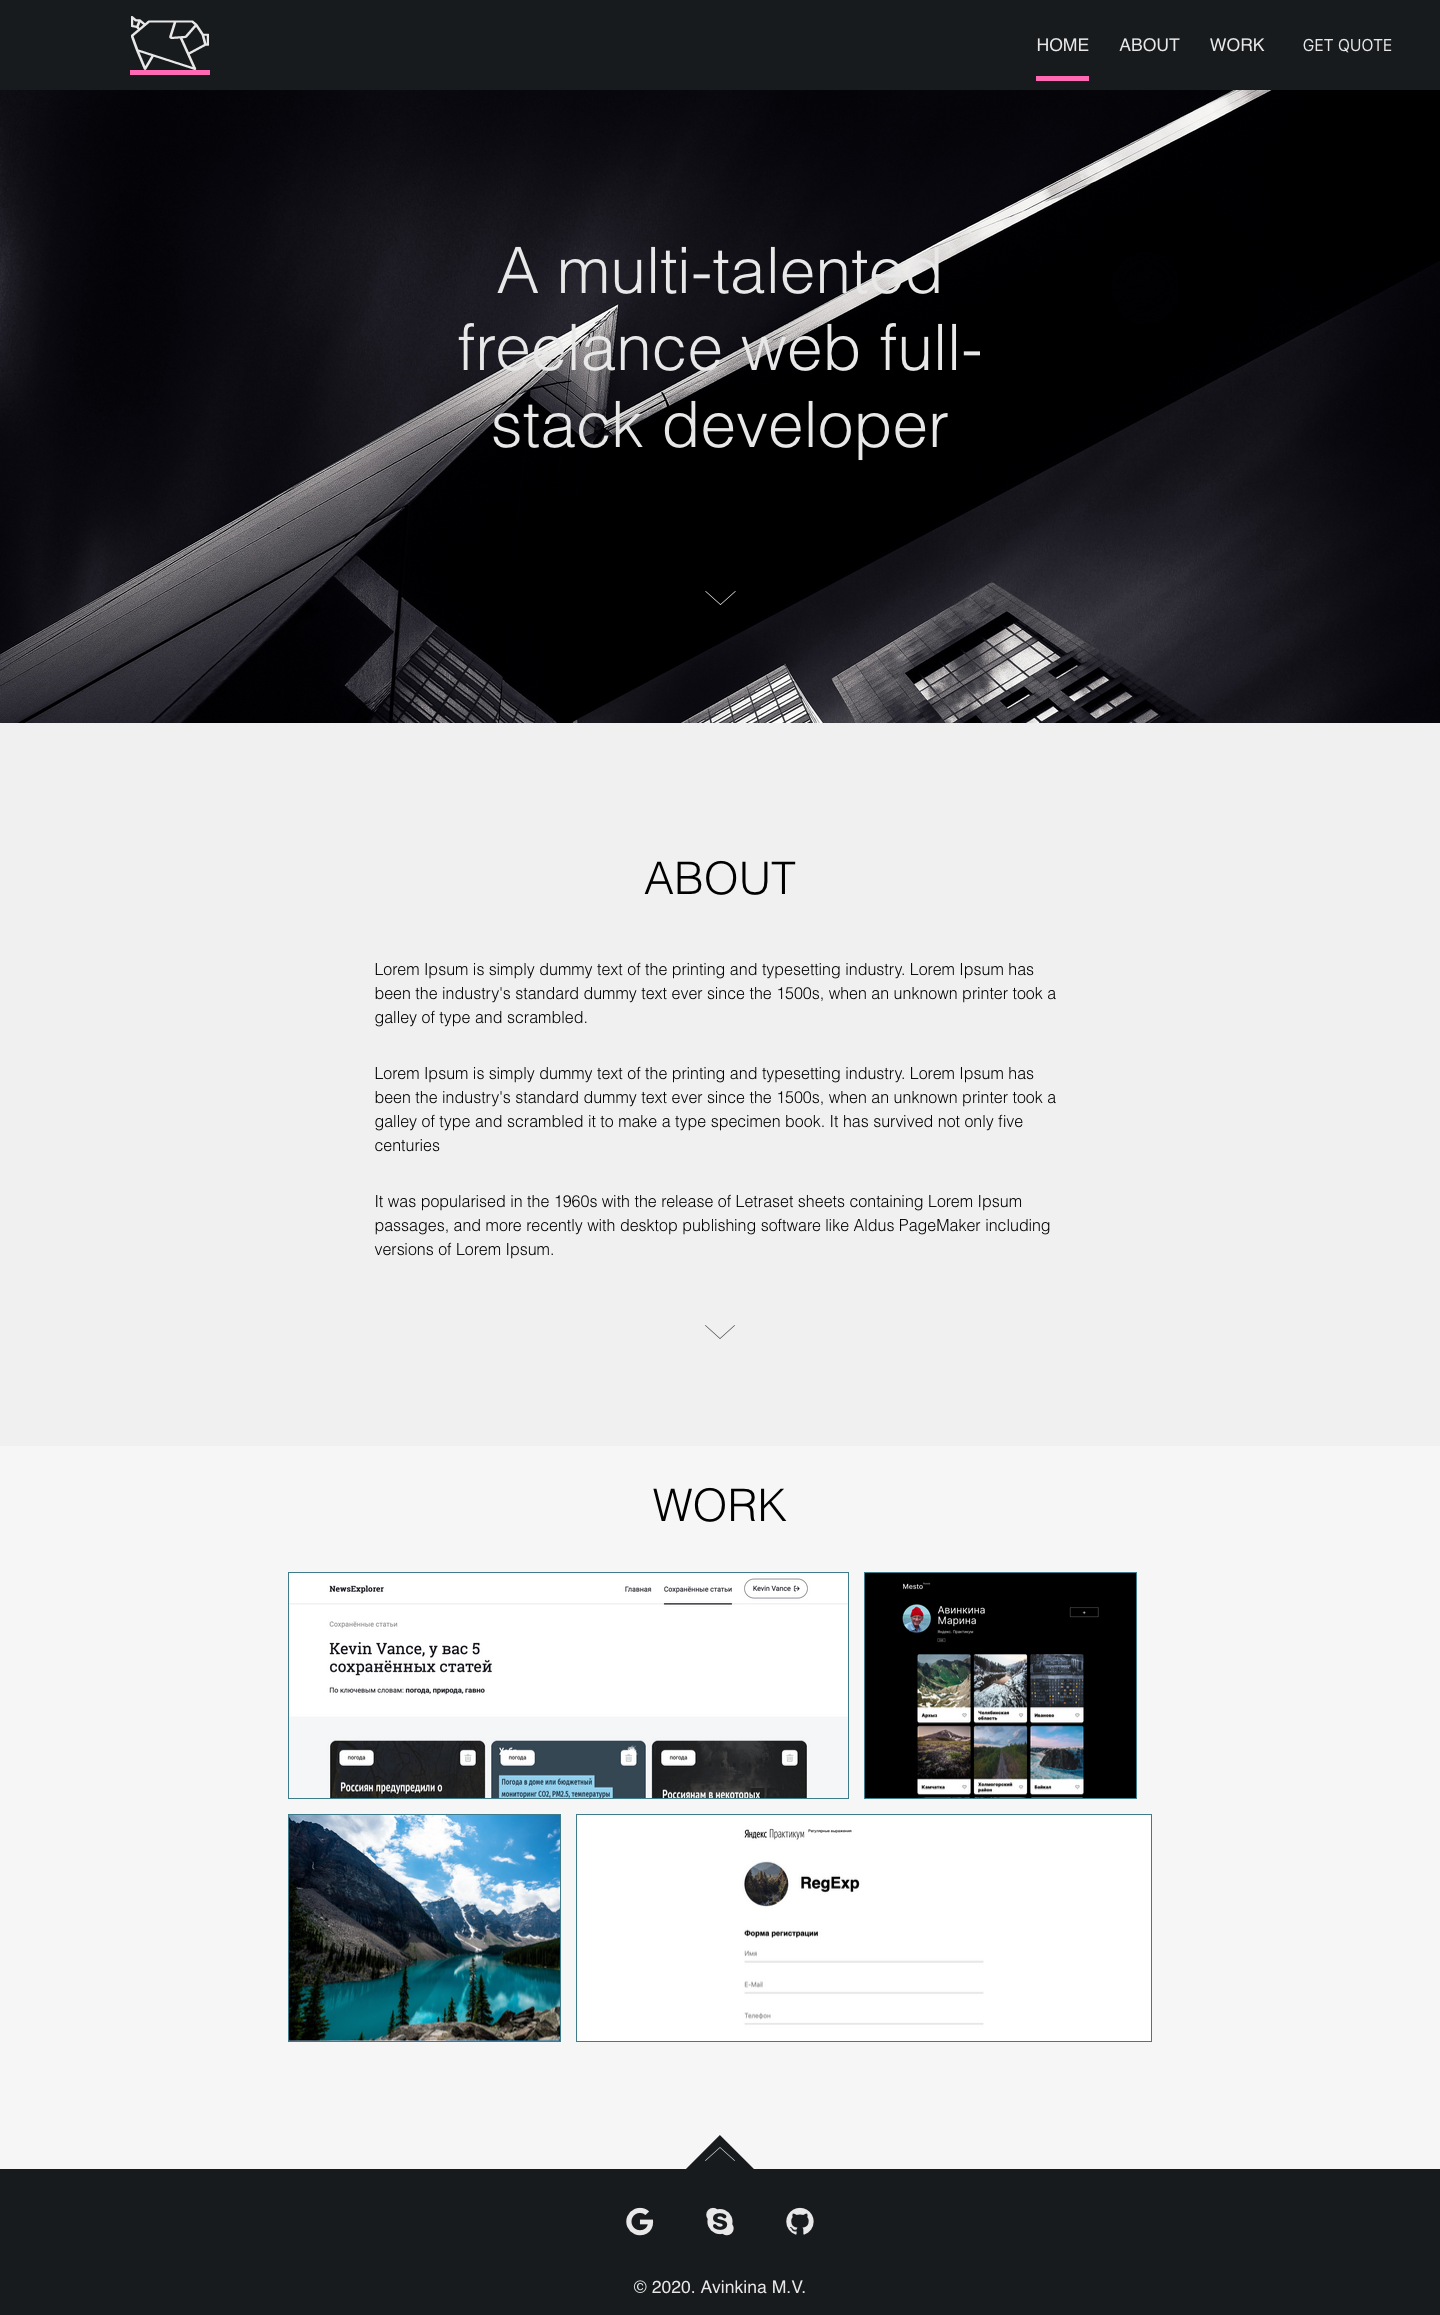 HOME ABOUT WORK GET QUOTE
A multi-talented
freelance web full-
stack developer
ABOUT
Lorem Ipsum is simply dummy text of the printing and typesetting industry. Lorem Ipsum has
been the industry's standard dummy text ever since the 1500s, when an unknown printer took a
galley of type and scrambled.
Lorem Ipsum is simply dummy text of the printing and typesetting industry. Lorem Ipsum has
been the industry's standard dummy text ever since the 1500s, when an unknown printer took a
galley of type and scrambled it to make a type specimen book. It has survived not only five
centuries
It was popularised in the 1960s with the release of Letraset sheets containing Lorem Ipsum
passages, and more recently with desktop publishing software like Aldus PageMaker including
versions of Lorem Ipsum.
WORK
NewsExplorer Главная Сохранённые статьи Kevin Vance
Сохранённые статьи
Kevin Vance, у вас 5
сохранённых статей
По ключевым словам: погода, природа, гавно
погода погода погода
Россиян предупредили о
Погода в доме или бюджетный
мониторинг CO2, PM2.5, температуры
Россиянам в некоторых
Mesto
Авинкина
Марина
Яндекс. Практикум
Архыз
Челябинская
область
Иваново
Камчатка
Холмогорский
район
Байкал
Яндекс Практикум Регулярные выражения
RegExp
Форма регистрации
Имя
E-Mail
Телефон
© 2020. Avinkina M.V.